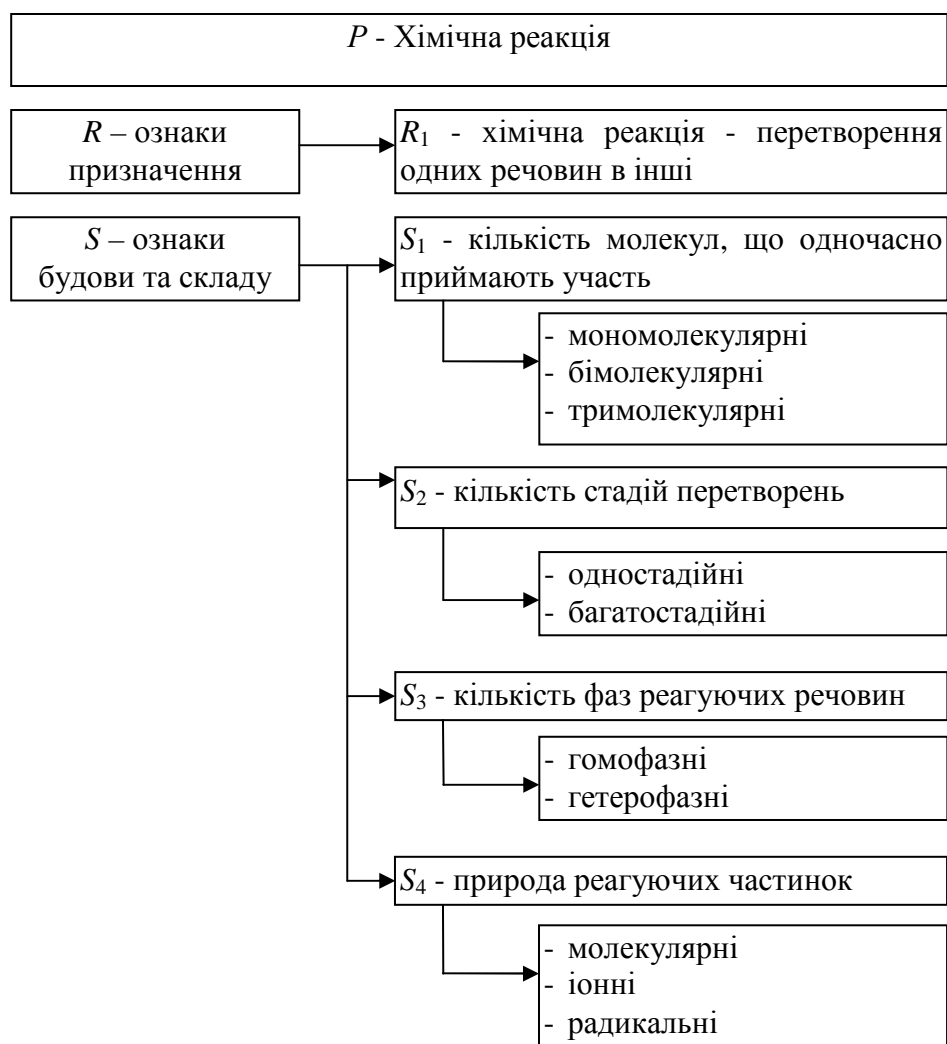 P - Хімічна реакція
R – ознаки
призначення
R1 - хімічна реакція - перетворення
одних речовин в інші
S – ознаки
будови та складу
S1 - кількість молекул, що одночасно
приймають участь
- мономолекулярні
- бімолекулярні
- тримолекулярні
S2 - кількість стадій перетворень
- одностадійні
- багатостадійні
S3 - кількість фаз реагуючих речовин
- гомофазні
- гетерофазні
S4 - природа реагуючих частинок
- молекулярні
- іонні
- радикальні